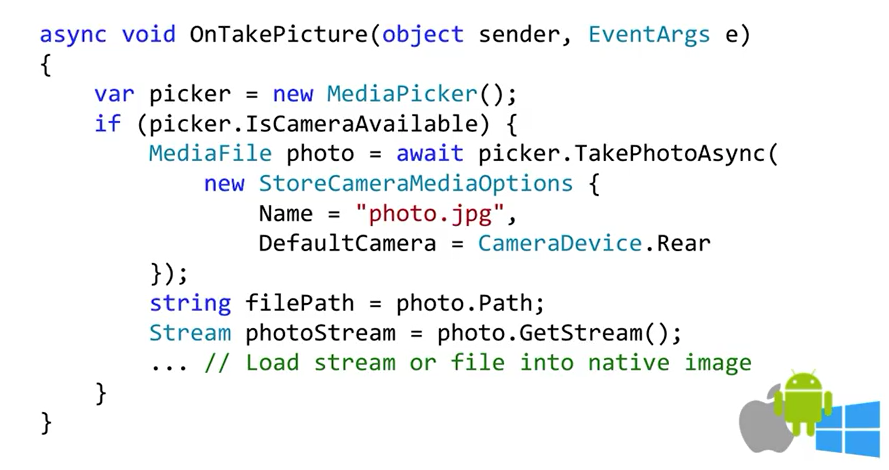 async void OnTakePicture(object sender, EventArgs e)
{
    var picker = new MediaPicker();
    if (picker.IsCameraAvailable) {
        MediaFile photo = await picker.TakePhotoAsync(
            new StoreCameraMediaOptions {
                Name = "photo.jpg",
                DefaultCamera = CameraDevice.Rear
        });
        string filePath = photo.Path;
        Stream photoStream = photo.GetStream();
        ... // Load stream or file into native image
    }
}